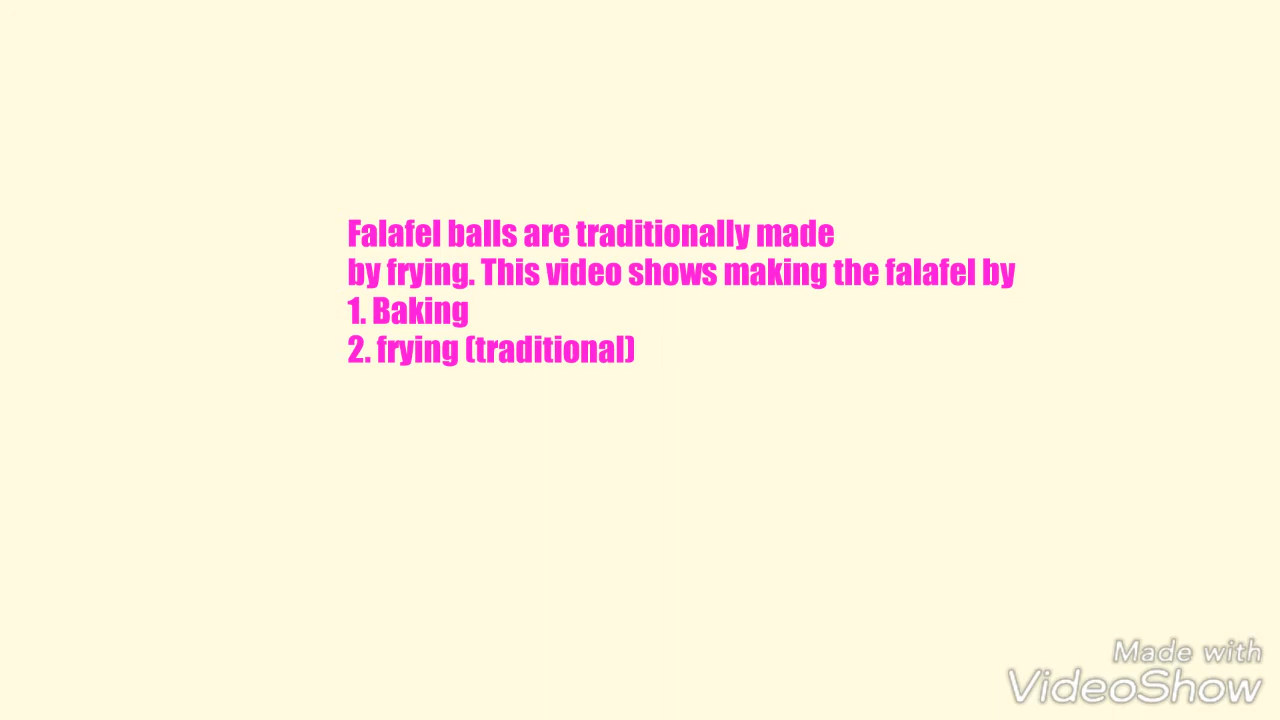 Falafel balls are traditionally made
by frying. This video shows making the falafel by
1. Baking
2. frying (traditional)
Made with
VideoShow